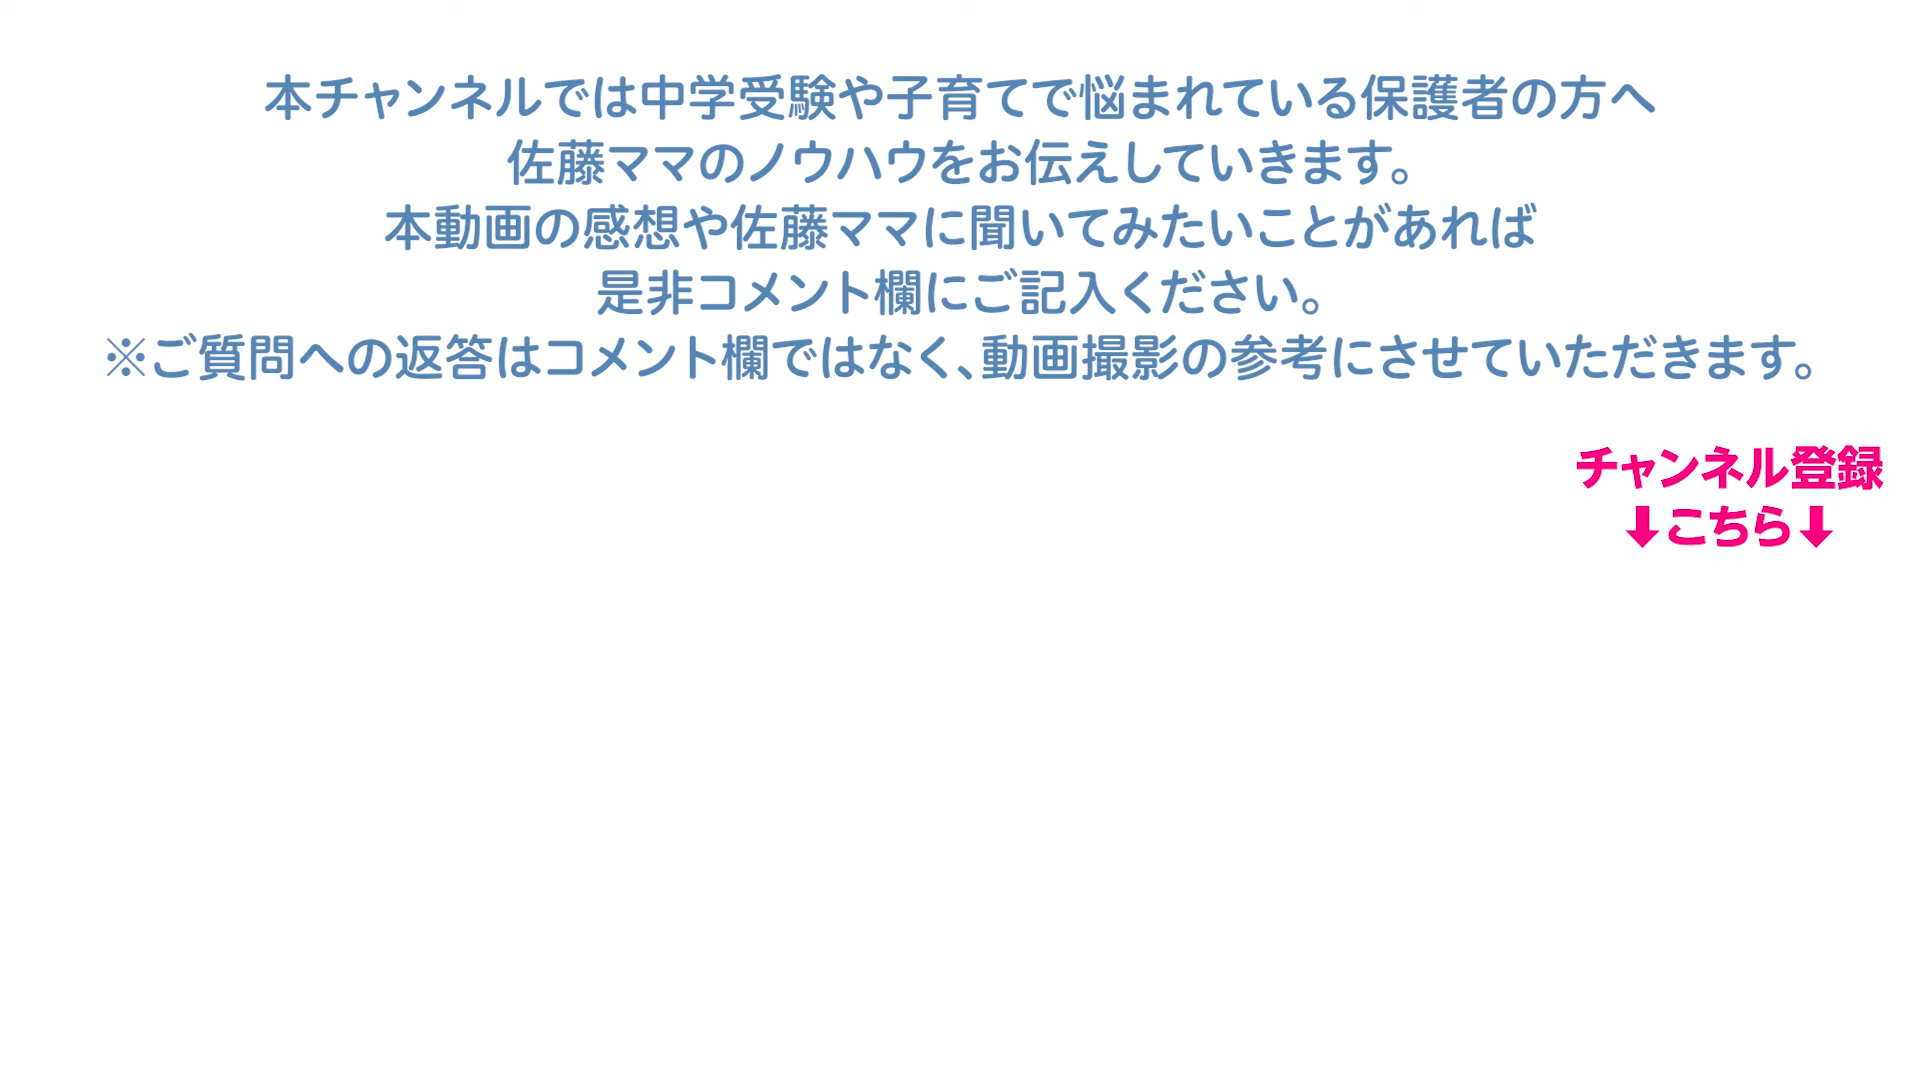 本チャンネルでは中学受験や子育てで悩まれている保護者の方へ
佐藤ママのノウハウをお伝えしていきます。
本動画の感想や佐藤ママに聞いてみたいことがあれば
是非コメント欄にご記入ください。
※ご質問への返答はコメント欄ではなく、動画撮影の参考にさせていただきます。
チャンネル登録
⬇こちら⬇